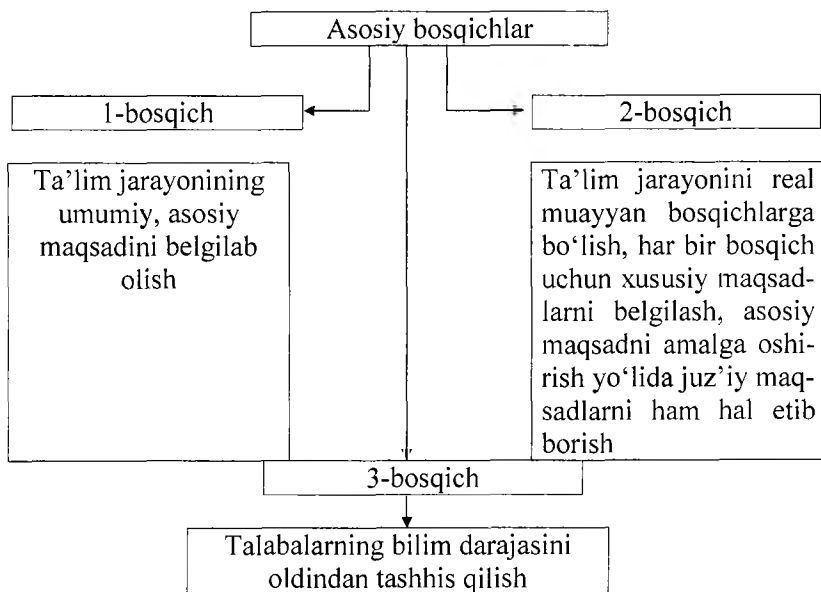 Asosiy bosqichlar
1-bosqich
2-bosqich
Ta’lim jarayonining
umumiy, asosiy
maqsadini belgilab
olish
Ta’lim jarayonini real
muayyan bosqichlarga
bo‘lish, har bir bosqich
uchun xususiy maqsad-
larni belgilash, asosiy
maqsadni amalga oshi-
rish yo‘lida juz’iy maq-
sadlarni ham hal etib
borish
3-bosqich
Talabalarning bilim darajasini
oldindan tashhis qilish